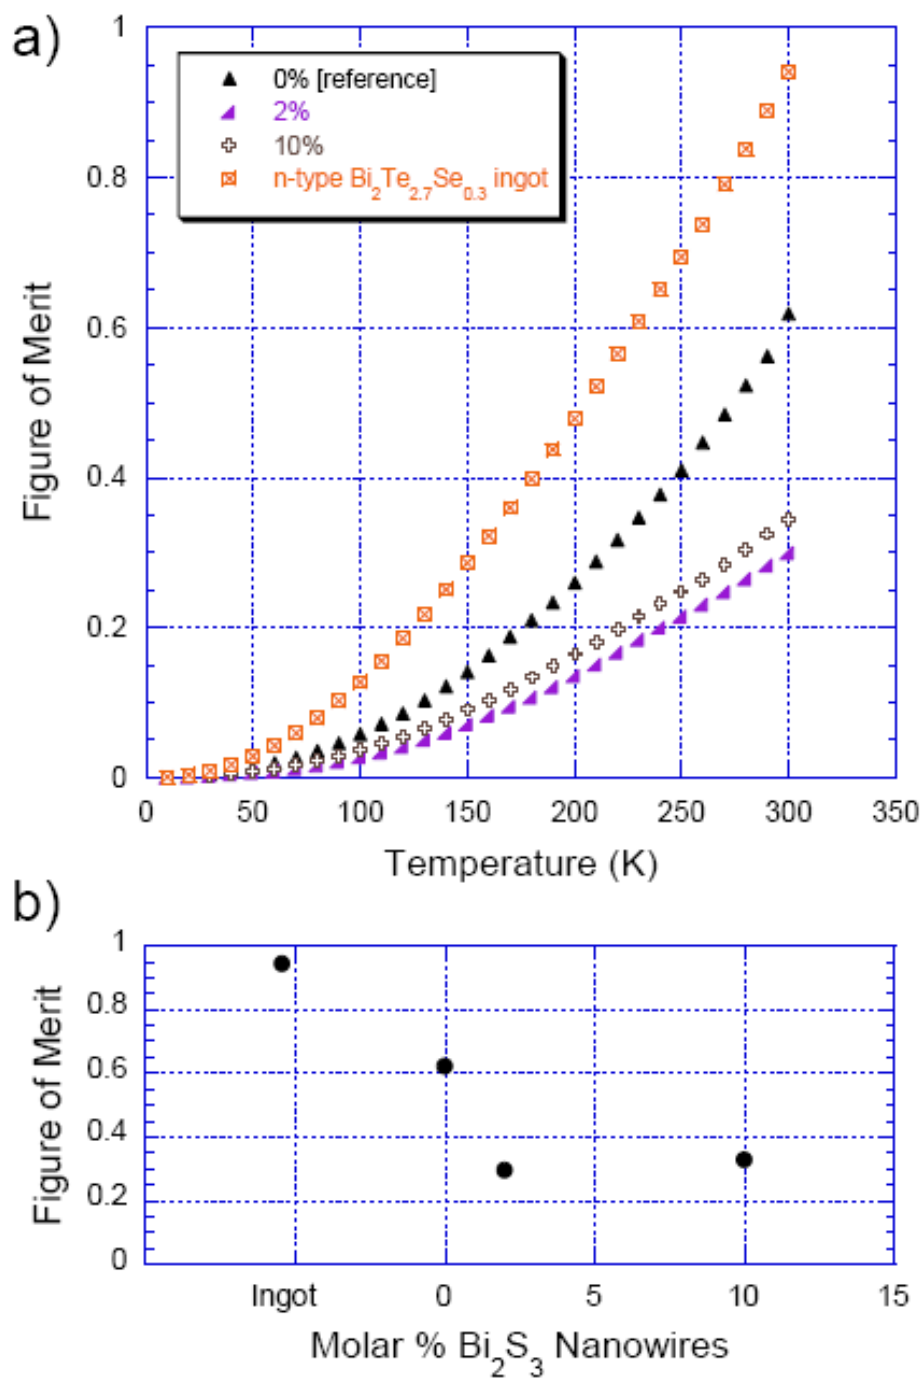 a)
1
0.8
0.6
0.4
0.2
0
Figure of Merit
0% [reference]
2%
10%
n-type Bi₂Te₂.₇Se₀.₃ ingot
0 50 100 150 200 250 300 350
Temperature (K)
b)
1
0.8
0.6
0.4
0.2
0
Figure of Merit
Ingot 0 5 10 15
Molar % Bi₂S₃ Nanowires